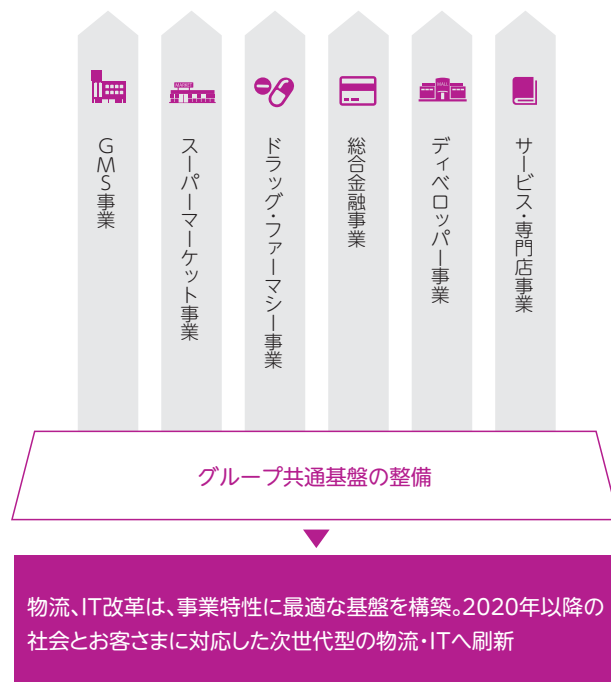 GMS事業
スーパーマーケット事業
ドラッグ・ファーマシー事業
総合金融事業
ディベロッパー事業
サービス・専門店事業
グループ共通基盤の整備
物流、IT改革は、事業特性に最適な基盤を構築。2020年以降の
社会とお客さまに対応した次世代型の物流・ITへ刷新